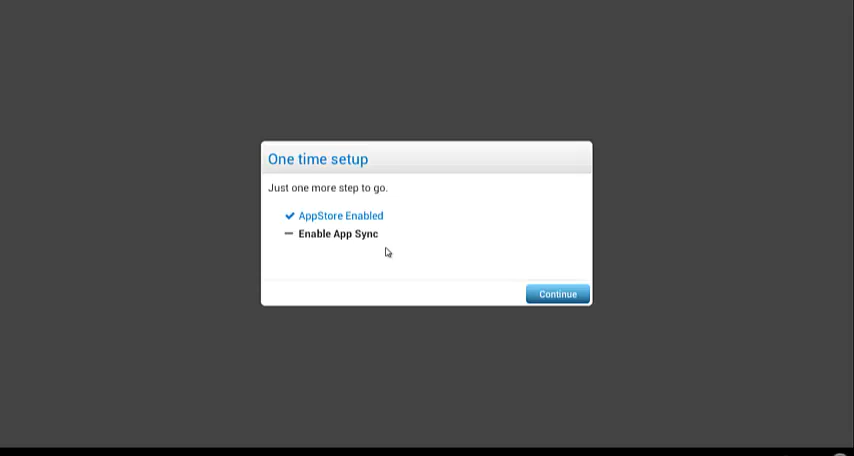 One time setup
Just one more step to go.
AppStore Enabled
Enable App Sync
Continue